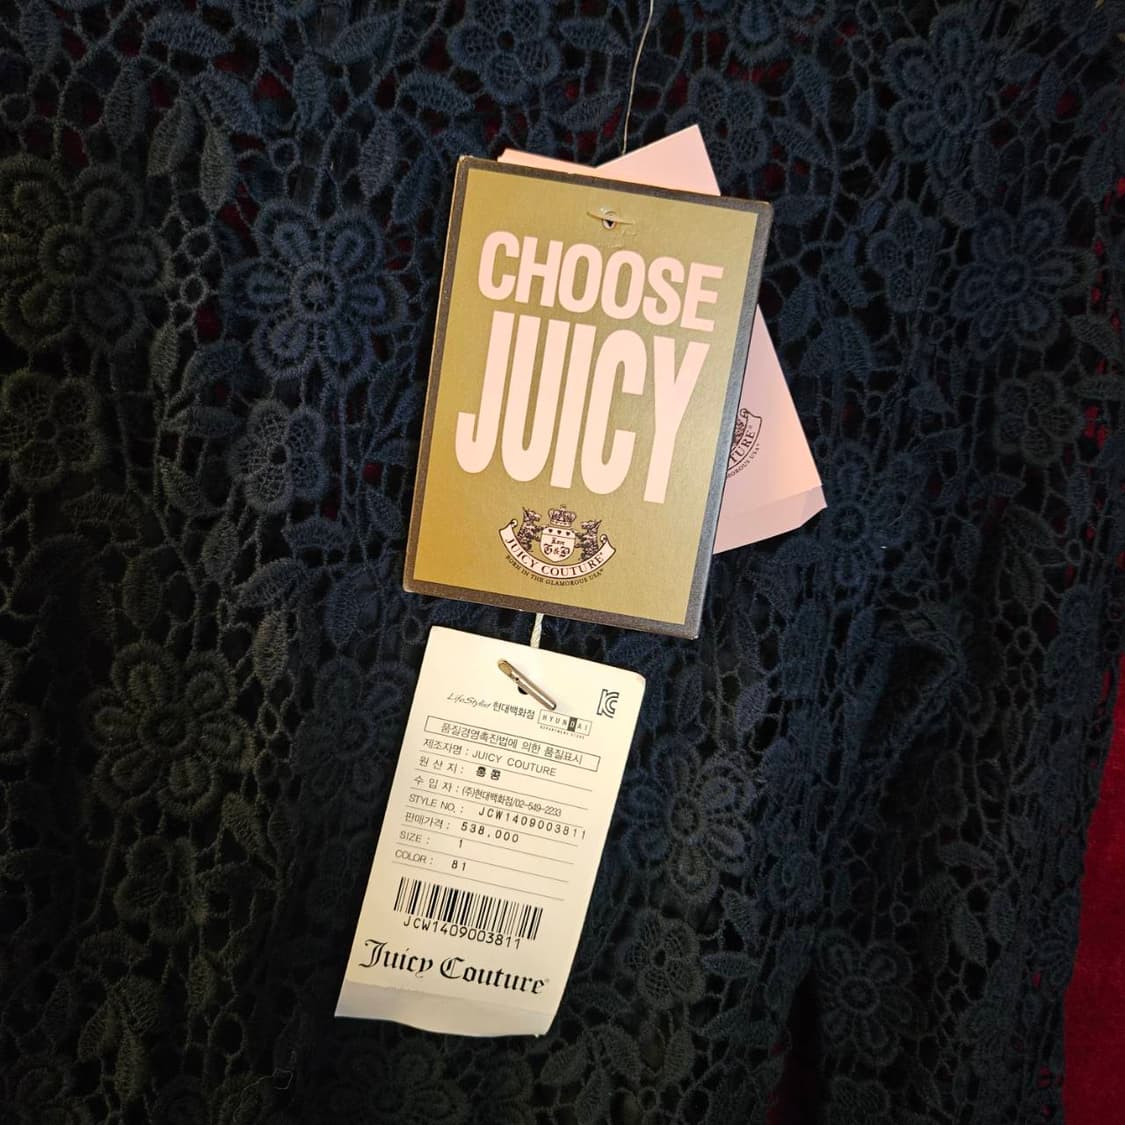 CHOOSE
JUICY
JUICY COUTURE
BORN IN THE GLAMOROUS USA
LifeStylist 현대백화점 HYUNDAI
DEPARTMENT STORE
품질경영촉진법에 의한 품질표시
제조자명 : JUICY COUTURE
원 산 지 : 홍콩
수 입 자 : (주)현대백화점/02-549-2233
STYLE NO. : JCW1409003811
판매가격 : 538,000
SIZE : 1
COLOR : 81
JCW1409003811
Juicy Couture